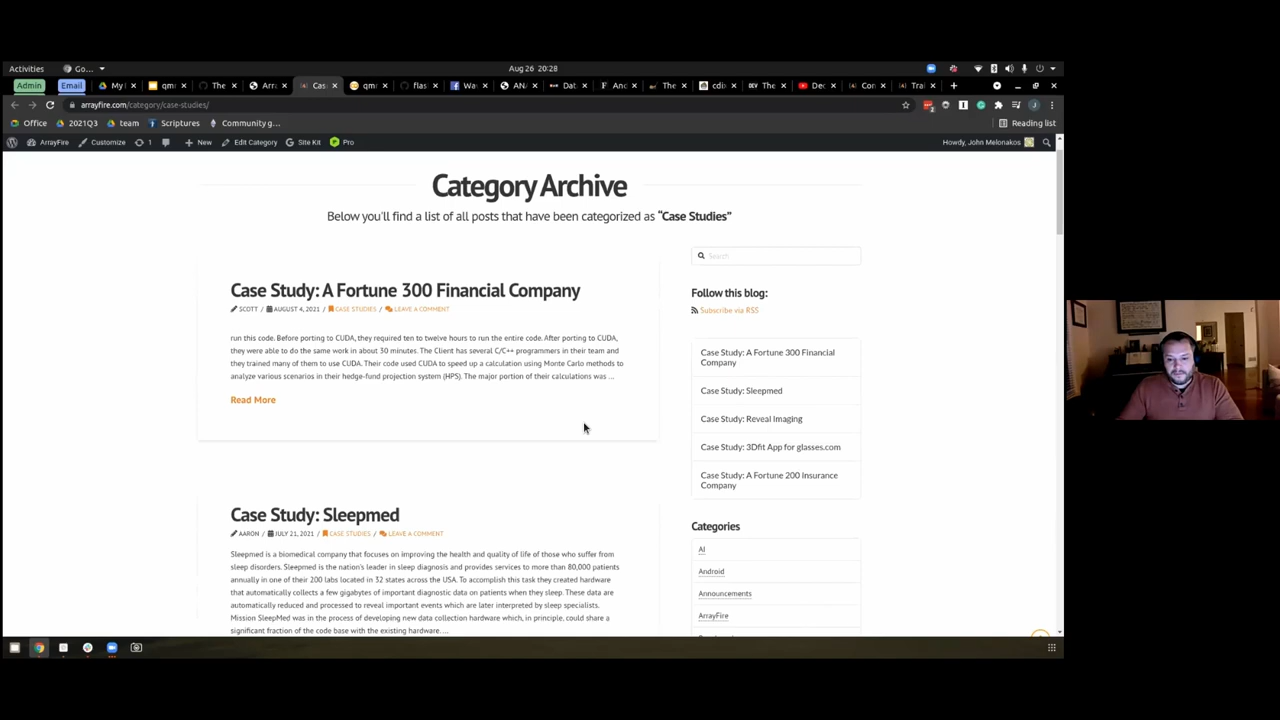 Activities Go... Aug 26 20:28
Admin Email My qm The Arra Cas qm flas Wav AN Dat Anc The cdi DEV The Dec Con Trai
arrayfire.com/category/case-studies/
Office 2021Q3 team Scriptures Community g... Reading list
ArrayFire Customize 1 New Edit Category Site Kit Pro Howdy, John Melonakos
Category Archive
Below you'll find a list of all posts that have been categorized as “Case Studies”
Search
Case Study: A Fortune 300 Financial Company
SCOTT / AUGUST 4, 2021 / CASE STUDIES / LEAVE A COMMENT
run this code. Before porting to CUDA, they required ten to twelve hours to run the entire code. After porting to CUDA,
they were able to do the same work in about 30 minutes. The Client has several C/C++ programmers in their team and
they trained many of them to use CUDA. Their code used CUDA to speed up a calculation using Monte Carlo methods to
analyze various scenarios in their hedge-fund projection system (HPS). The major portion of their calculations was ...
Read More
Case Study: Sleepmed
AARON / JULY 21, 2021 / CASE STUDIES / LEAVE A COMMENT
Sleepmed is a biomedical company that focuses on improving the health and quality of life of those who suffer from
sleep disorders. Sleepmed is the nation's leader in sleep diagnosis and provides services to more than 80,000 patients
annually in one of their 200 labs located in 32 states across the USA. To accomplish this task they created hardware
that automatically collects a few gigabytes of important diagnostic data on patients when they sleep. These data are
automatically reduced and processed to reveal important events which are later interpreted by sleep specialists.
Mission SleepMed was in the process of developing new data collection hardware which, in principle, could share a
significant fraction of the code base with the existing hardware....
Follow this blog:
Subscribe via RSS
Case Study: A Fortune 300 Financial
Company
Case Study: Sleepmed
Case Study: Reveal Imaging
Case Study: 3Dfit App for glasses.com
Case Study: A Fortune 200 Insurance
Company
Categories
AI
Android
Announcements
ArrayFire